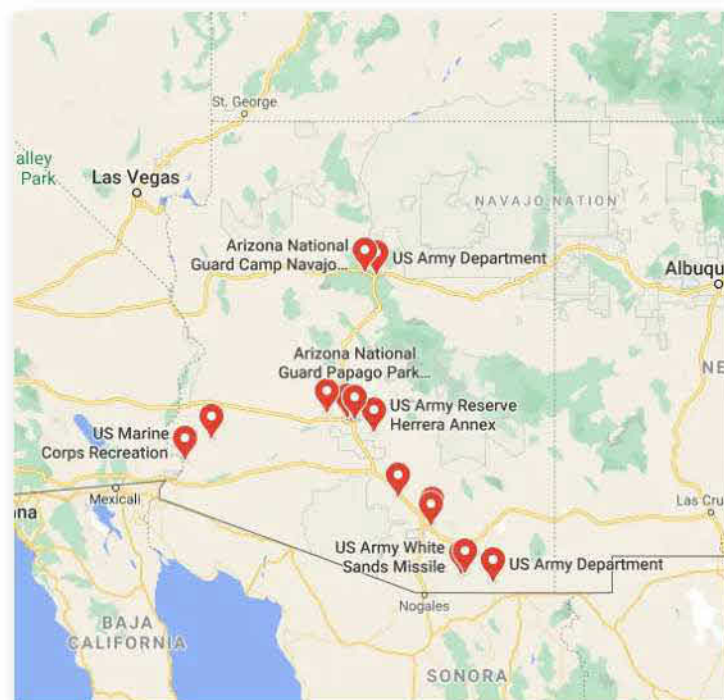 St. George
alley
Park
Las Vegas
NAVAJO NATION
Arizona National
Guard Camp Navajo...
US Army Department
Albuqu
Arizona National
Guard Papago Park...
NE
US Army Reserve
Herrera Annex
US Marine
Corps Recreation
Mexicali
ana
Las Cru
US Army White
Sands Missile
US Army Department
Nogales
BAJA
CALIFORNIA
SONORA